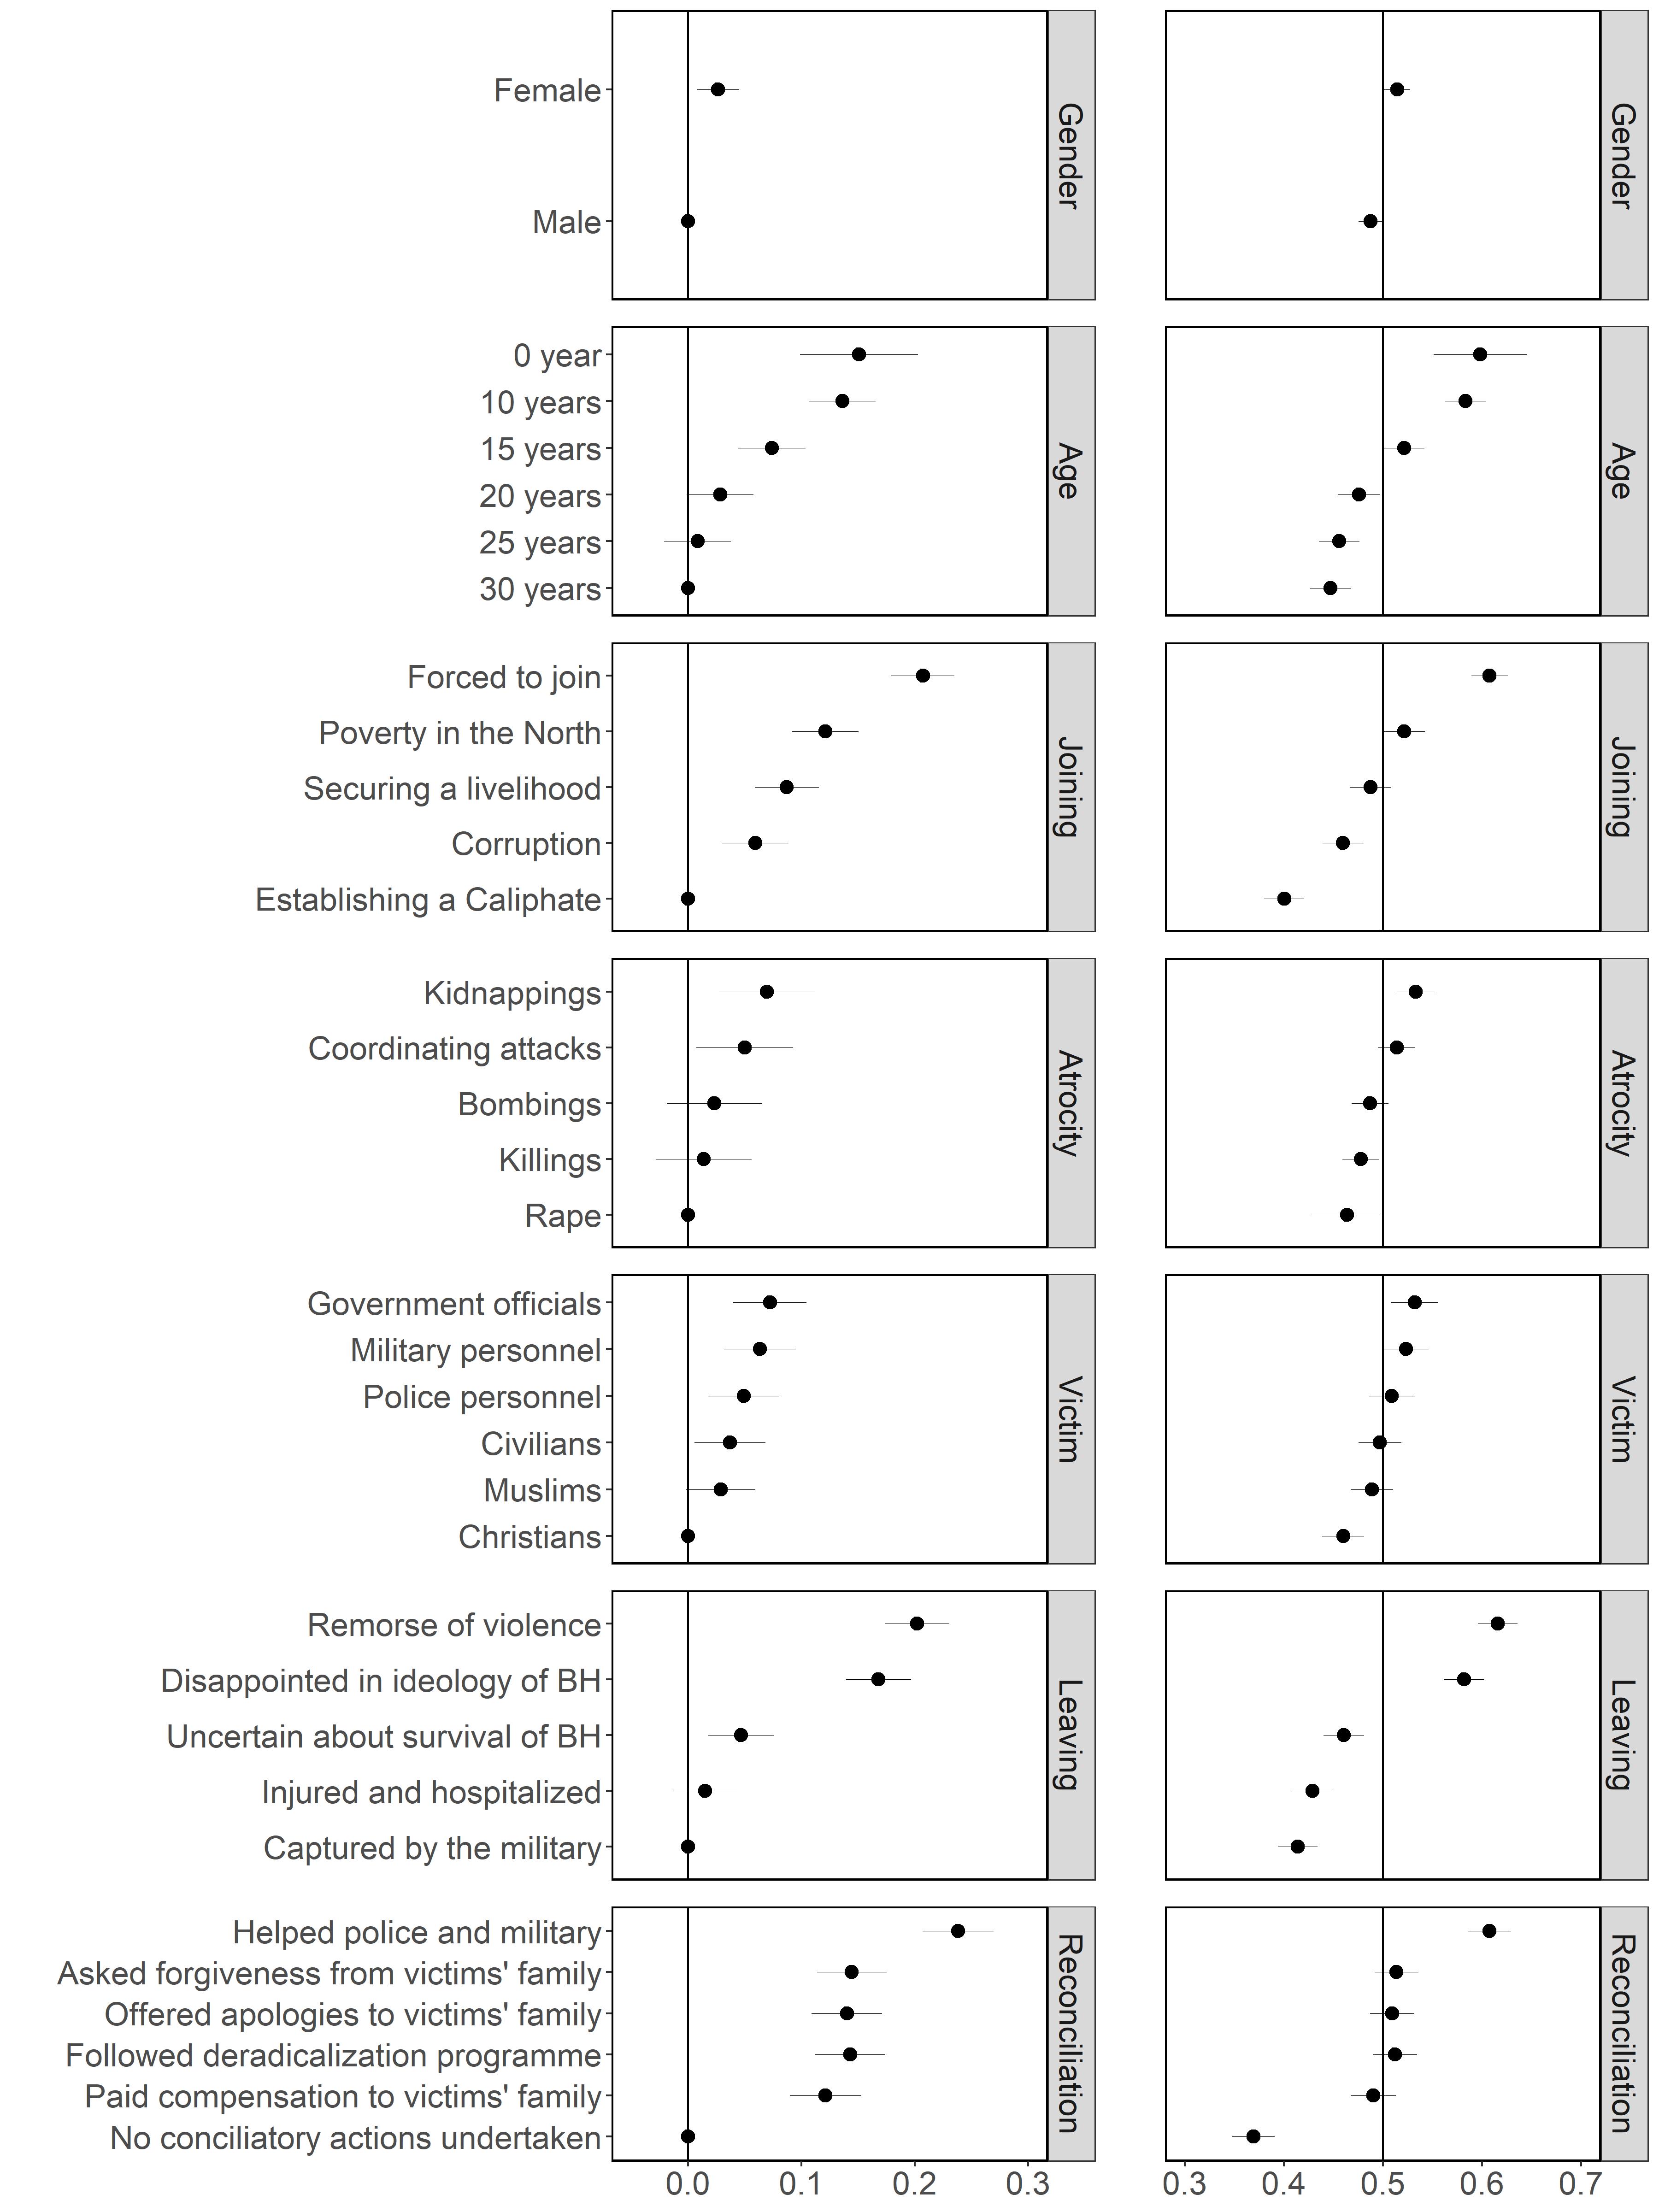 Female
Male
Gender
Gender
0 year
10 years
15 years
20 years
25 years
30 years
Age
Age
Forced to join
Poverty in the North
Securing a livelihood
Corruption
Establishing a Caliphate
Joining
Joining
Kidnappings
Coordinating attacks
Bombings
Killings
Rape
Atrocity
Atrocity
Government officials
Military personnel
Police personnel
Civilians
Muslims
Christians
Victim
Victim
Remorse of violence
Disappointed in ideology of BH
Uncertain about survival of BH
Injured and hospitalized
Captured by the military
Leaving
Leaving
Helped police and military
Asked forgiveness from victims' family
Offered apologies to victims' family
Followed deradicalization programme
Paid compensation to victims' family
No conciliatory actions undertaken
Reconciliation
Reconciliation
0.0 0.1 0.2 0.3
0.3 0.4 0.5 0.6 0.7